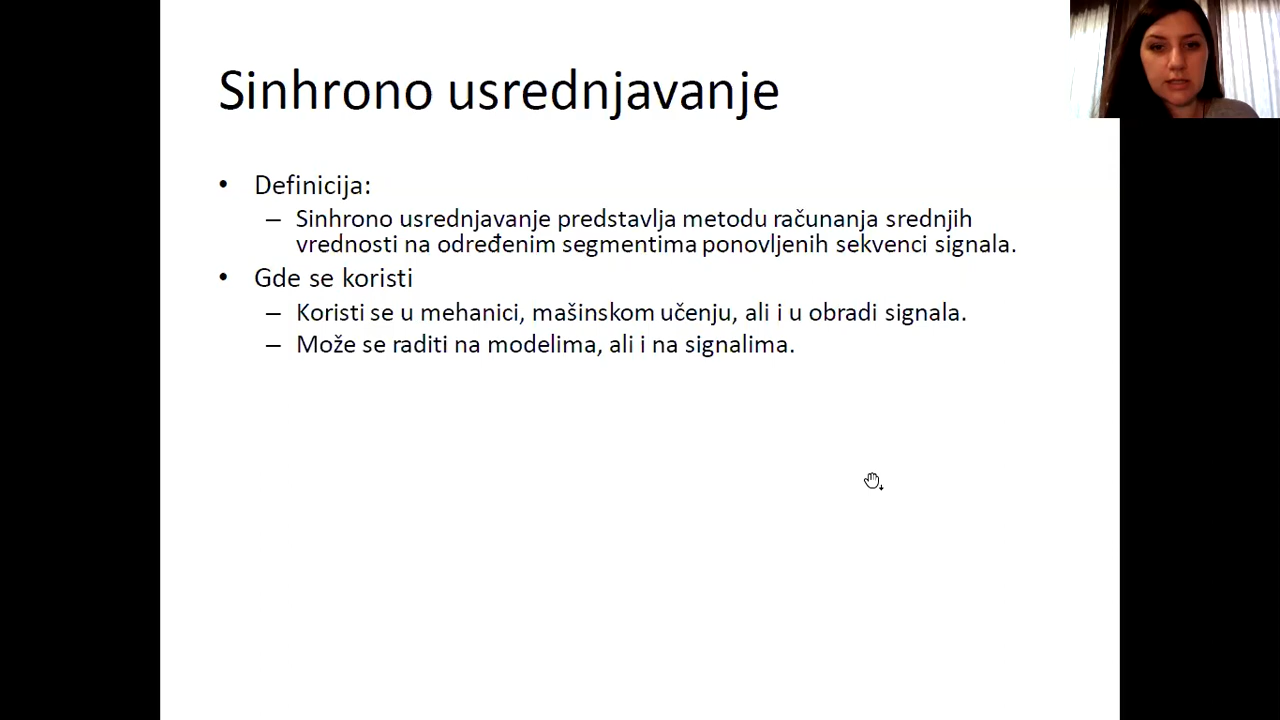 Sinhrono usrednjavanje
• Definicija:
– Sinhrono usrednjavanje predstavlja metodu računanja srednjih
vrednosti na određenim segmentima ponovljenih sekvenci signala.
• Gde se koristi
– Koristi se u mehanici, mašinskom učenju, ali i u obradi signala.
– Može se raditi na modelima, ali i na signalima.